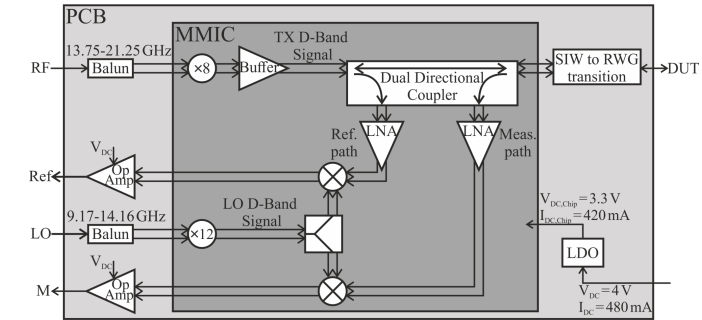 PCB
MMIC
13.75-21.25 GHz
RF
Balun
×8
Buffer
TX D-Band
Signal
Dual Directional
Coupler
SIW to RWG
transition
DUT
Ref.
path
LNA
LNA
Meas.
path
V_DC
Ref
Op
Amp
9.17-14.16 GHz
LO
Balun
×12
LO D-Band
Signal
V_DC,Chip = 3.3 V
I_DC,Chip = 420 mA
LDO
V_DC
M
Op
Amp
V_DC = 4 V
I_DC = 480 mA